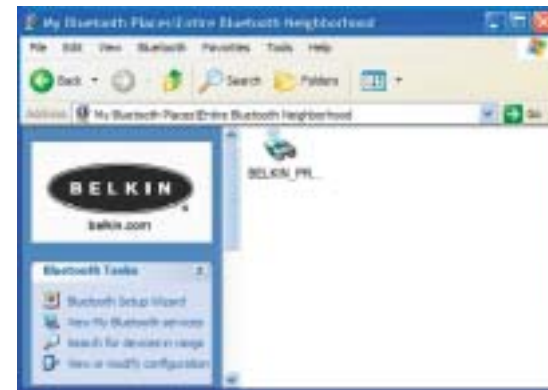 My Bluetooth Places\Entire Bluetooth Neighborhood
File Edit View Bluetooth Favorites Tools Help
Back Search Folders
Address My Bluetooth Places\Entire Bluetooth Neighborhood Go
BELKIN
belkin.com
BELKIN_PR...
Bluetooth Tasks
Bluetooth Setup Wizard
View My Bluetooth services
Search for devices in range
View or modify configuration